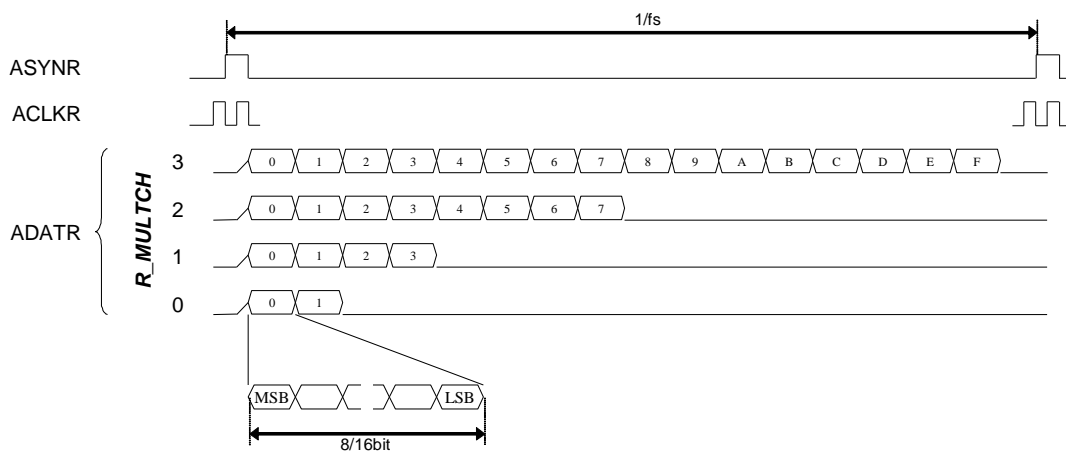 1/fs
ASYNR
ACLKR
ADATR
R_MULTCH
3 0 1 2 3 4 5 6 7 8 9 A B C D E F
2 0 1 2 3 4 5 6 7
1 0 1 2 3
0 0 1
MSB LSB
8/16bit